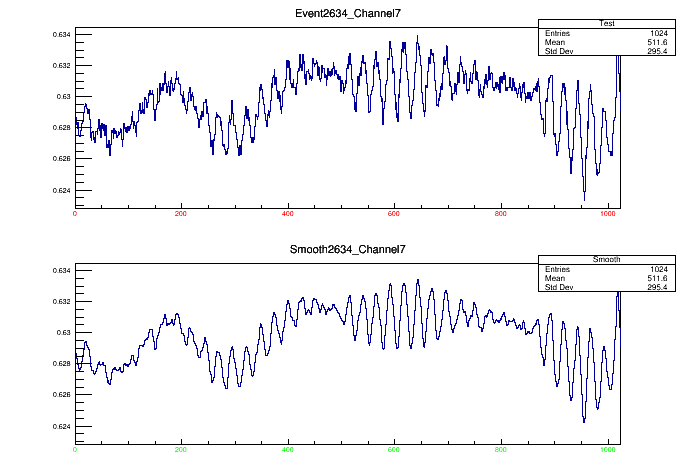 Event2634_Channel7
Test
Entries 1024
Mean 511.6
Std Dev 295.4
0.634
0.632
0.63
0.628
0.626
0.624
0 200 400 600 800 1000
Smooth2634_Channel7
Smooth
Entries 1024
Mean 511.6
Std Dev 295.4
0.634
0.632
0.63
0.628
0.626
0.624
0 200 400 600 800 1000